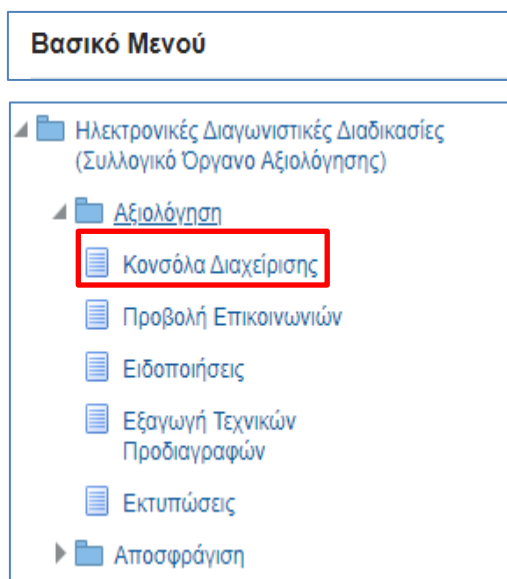 Βασικό Μενού
Ηλεκτρονικές Διαγωνιστικές Διαδικασίες
(Συλλογικό Όργανο Αξιολόγησης)
Αξιολόγηση
Κονσόλα Διαχείρισης
Προβολή Επικοινωνιών
Ειδοποιήσεις
Εξαγωγή Τεχνικών
Προδιαγραφών
Εκτυπώσεις
Αποσφράγιση